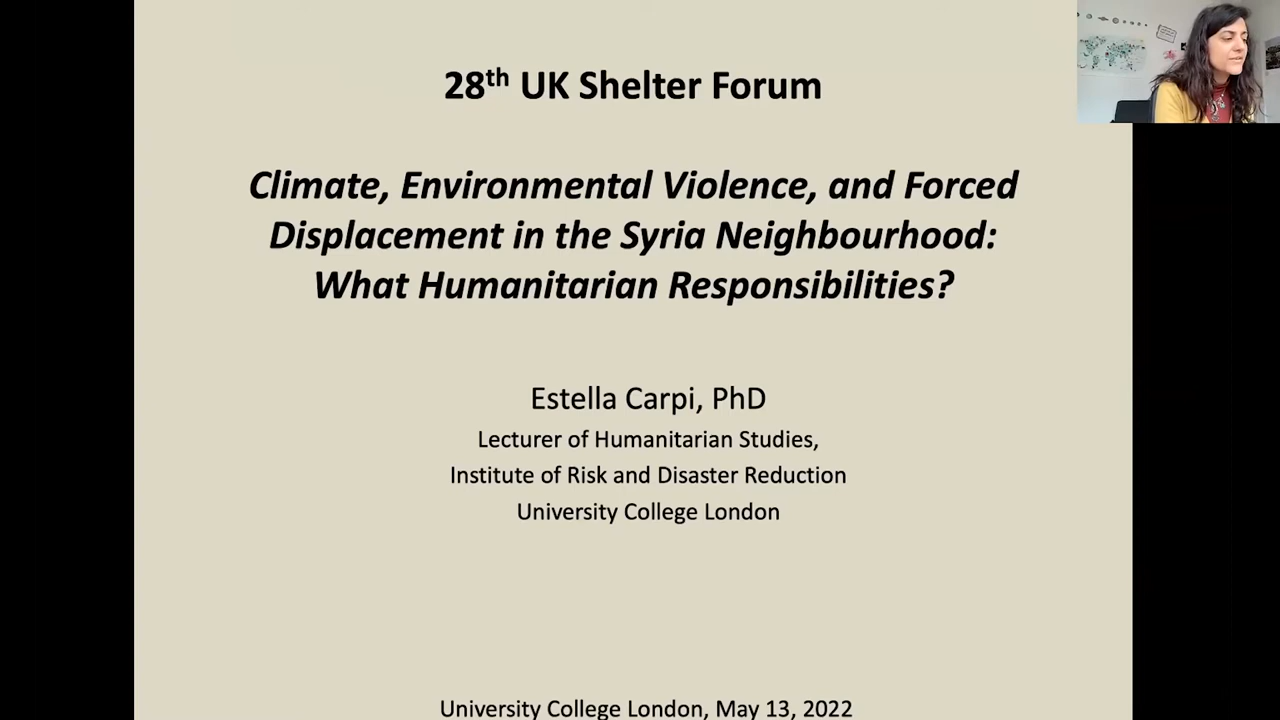 28th UK Shelter Forum
Climate, Environmental Violence, and Forced
Displacement in the Syria Neighbourhood:
What Humanitarian Responsibilities?
Estella Carpi, PhD
Lecturer of Humanitarian Studies,
Institute of Risk and Disaster Reduction
University College London
University College London, May 13, 2022